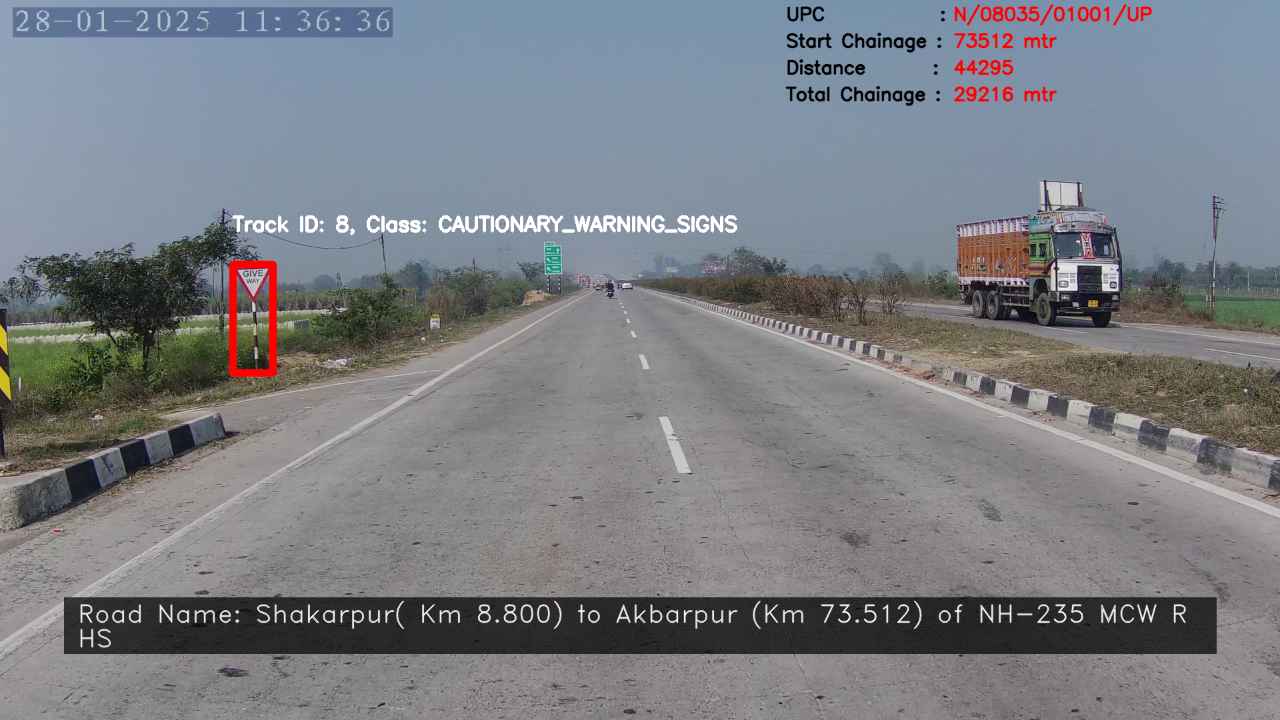 28-01-2025 11:36:36
UPC : N/08035/01001/UP
Start Chainage : 73512 mtr
Distance : 44295
Total Chainage : 29216 mtr
Track ID: 8, Class: CAUTIONARY_WARNING_SIGNS
GIVE
WAY
Road Name: Shakarpur( Km 8.800) to Akbarpur (Km 73.512) of NH-235 MCW R
HS